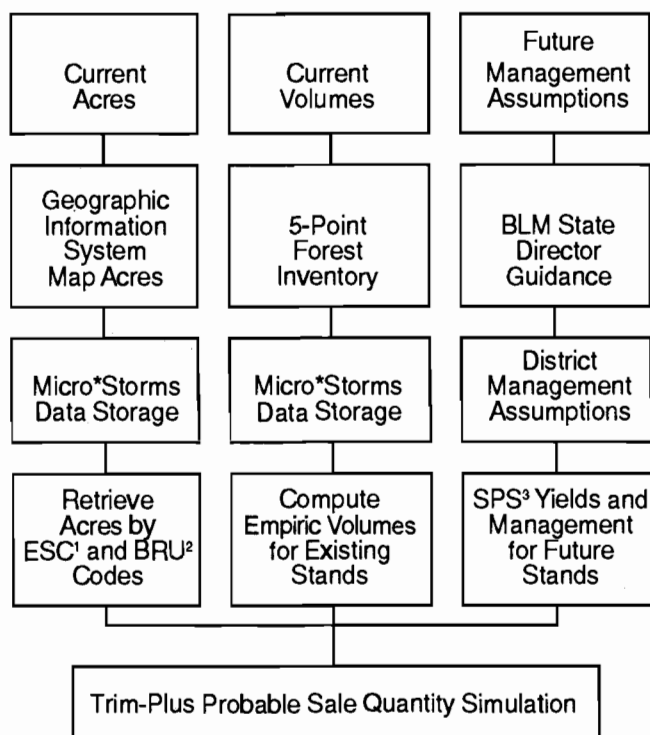 Current
Acres
Current
Volumes
Future
Management
Assumptions
Geographic
Information
System
Map Acres
5-Point
Forest
Inventory
BLM State
Director
Guidance
Micro*Storms
Data Storage
Micro*Storms
Data Storage
District
Management
Assumptions
Retrieve
Acres by
ESC¹ and BRU²
Codes
Compute
Empiric Volumes
for Existing
Stands
SPS³ Yields and
Management
for Future
Stands
Trim-Plus Probable Sale Quantity Simulation